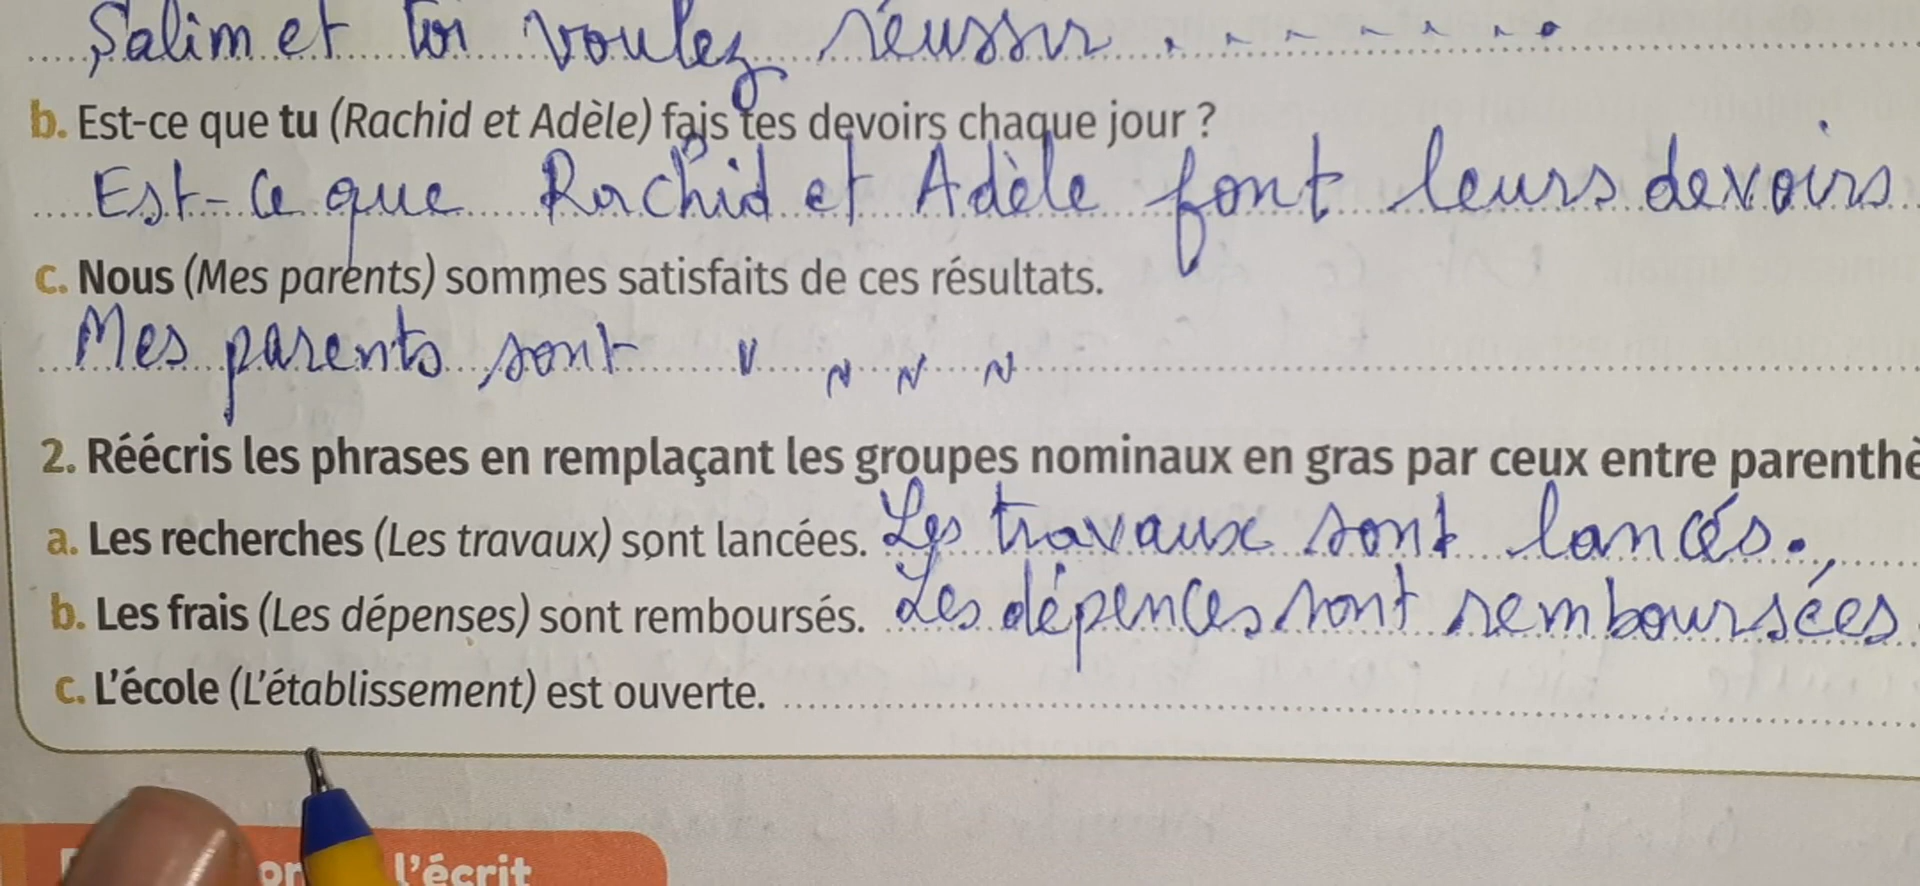 Salim et toi voulez réussir.
b. Est-ce que tu (Rachid et Adèle) fais tes devoirs chaque jour ?
Est-ce que Rachid et Adèle font leurs devoirs
c. Nous (Mes parents) sommes satisfaits de ces résultats.
Mes parents sont
2. Réécris les phrases en remplaçant les groupes nominaux en gras par ceux entre parenthè
a. Les recherches (Les travaux) sont lancées. Les travaux sont lancés.
b. Les frais (Les dépenses) sont remboursés. Les dépences sont remboursées.
c. L'école (L'établissement) est ouverte.
l'écrit